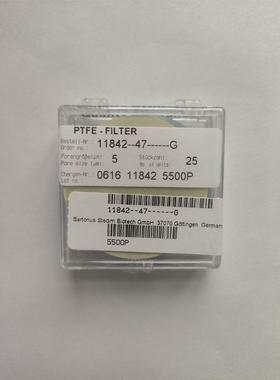 PTFE - FILTER
Bestell-Nr.
Order no.: 11842--47------G
Porengröße(µm): 5 Stückzahl: 25
Pore size (µm): No. of units:
Chargen-Nr. 0616 11842 5500P
Lot no.:
11842--47------G
Sartorius Stedim Biotech GmbH 37070 Göttingen Germany
5500P